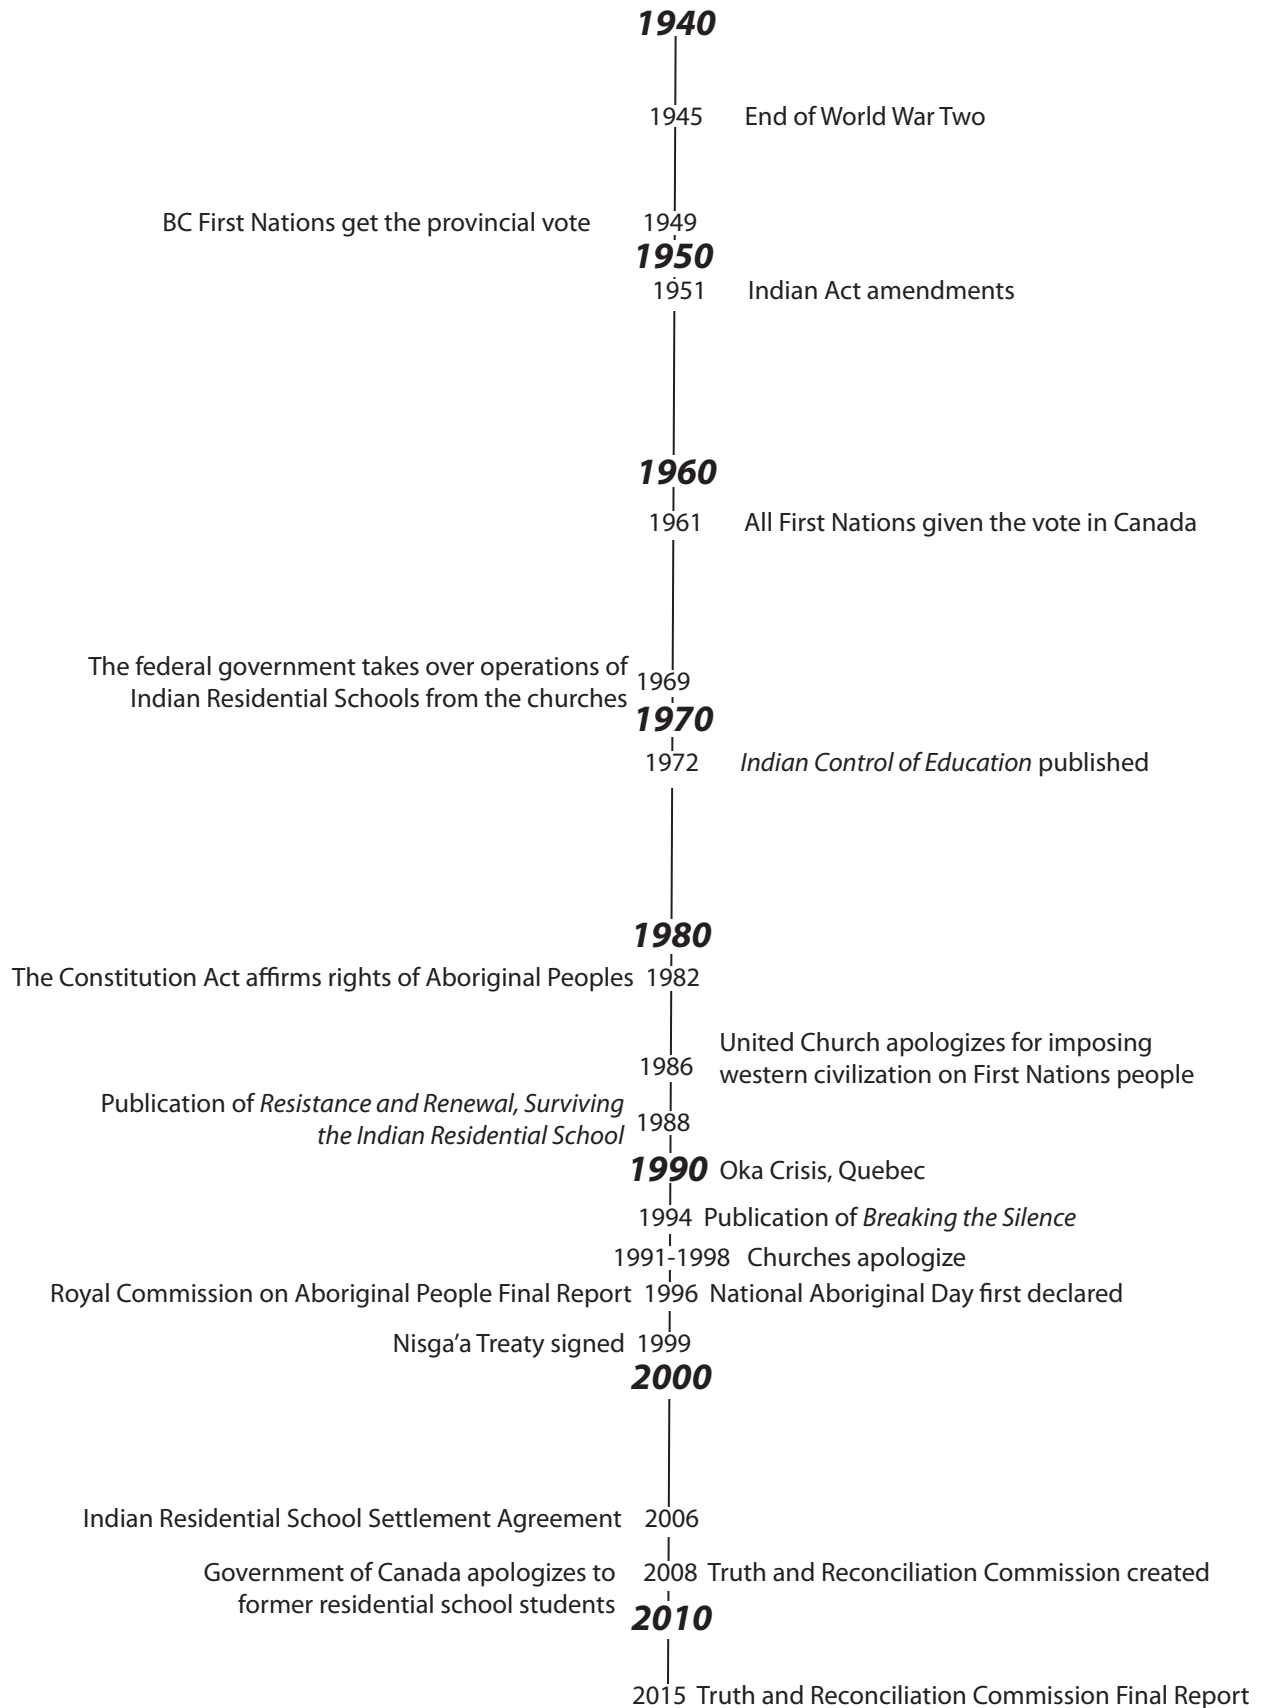 1940
1945 End of World War Two
BC First Nations get the provincial vote 1949
1950
1951 Indian Act amendments
1960
1961 All First Nations given the vote in Canada
The federal government takes over operations of
Indian Residential Schools from the churches
1969
1970
1972 Indian Control of Education published
1980
The Constitution Act affirms rights of Aboriginal Peoples 1982
1986
United Church apologizes for imposing
western civilization on First Nations people
Publication of Resistance and Renewal, Surviving
the Indian Residential School
1988
1990 Oka Crisis, Quebec
1994 Publication of Breaking the Silence
1991-1998 Churches apologize
Royal Commission on Aboriginal People Final Report 1996 National Aboriginal Day first declared
Nisga’a Treaty signed 1999
2000
Indian Residential School Settlement Agreement 2006
Government of Canada apologizes to
former residential school students
2008 Truth and Reconciliation Commission created
2010
2015 Truth and Reconciliation Commission Final Report